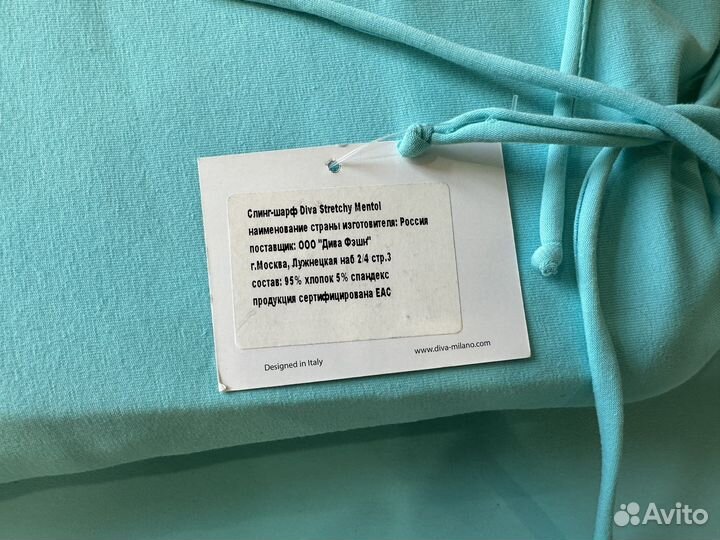 Слинг-шарф Diva Stretchy Mentol
наименование страны изготовителя: Россия
поставщик: ООО "Дива Фэшн"
г.Москва, Лужнецкая наб 2/4 стр.3
состав: 95% хлопок 5% спандекс
продукция сертифицирована ЕАС
Designed in Italy
www.diva-milano.com
Avito